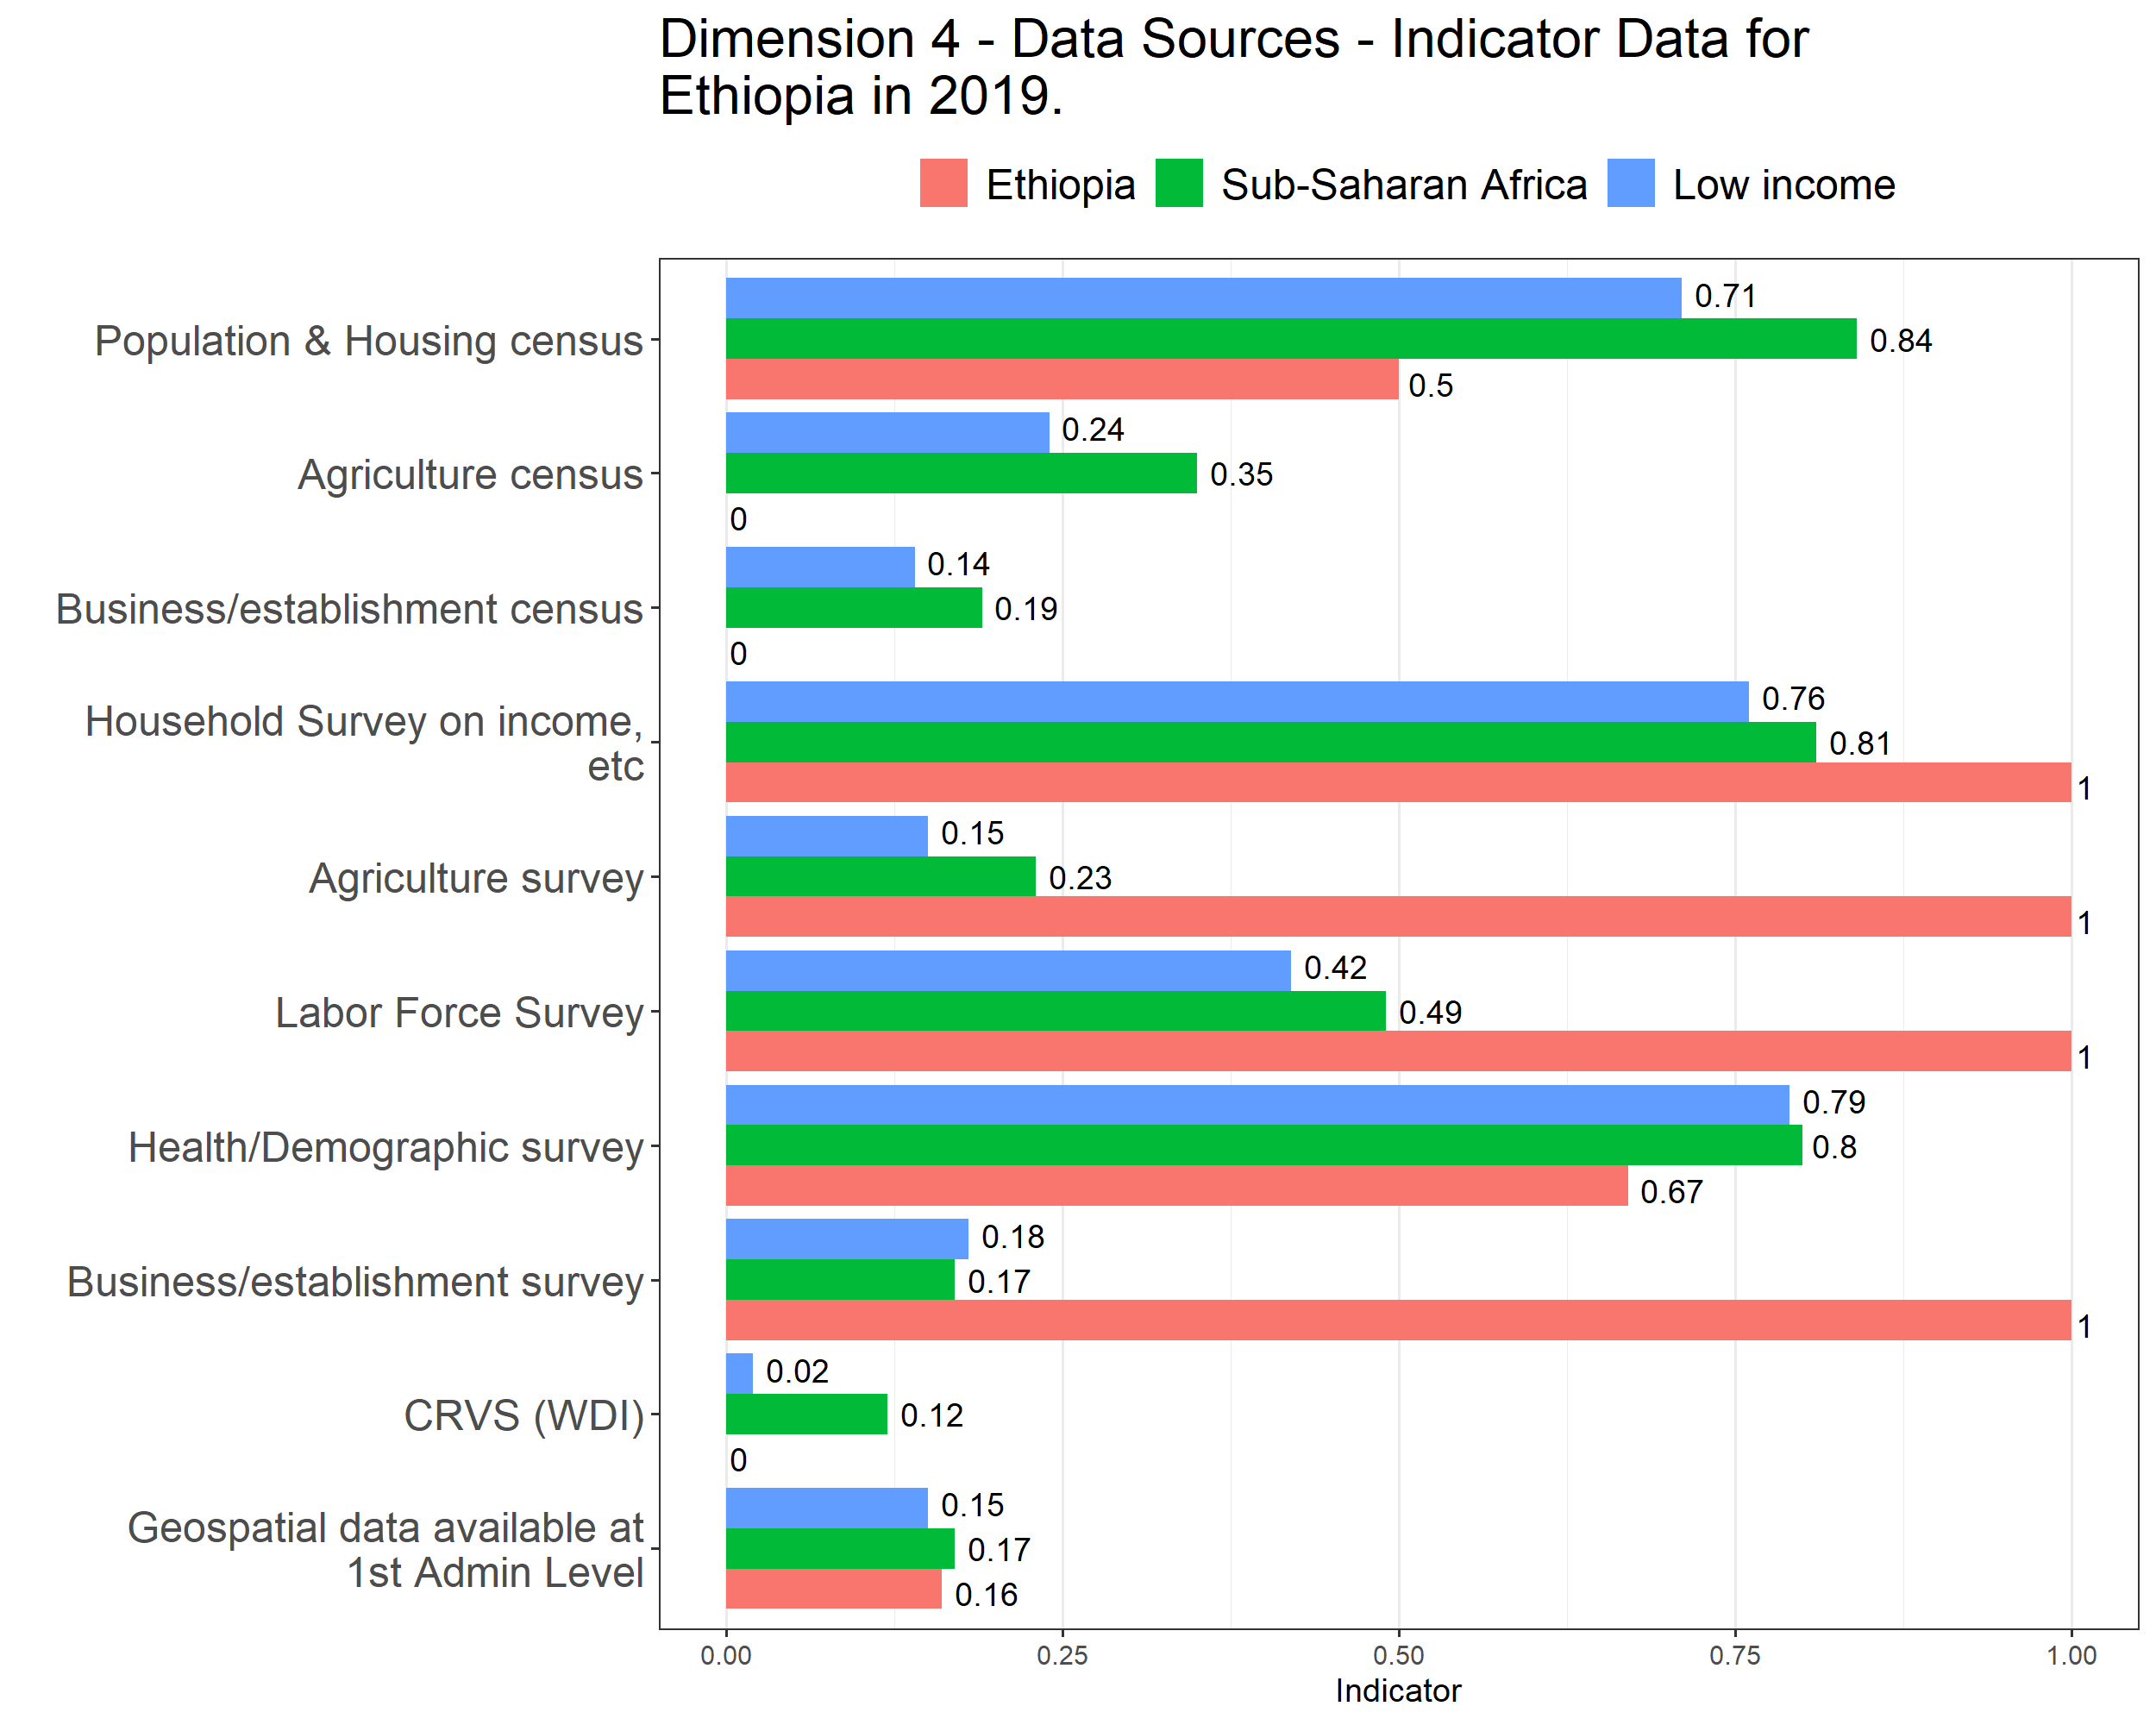 Dimension 4 - Data Sources - Indicator Data for
Ethiopia in 2019.
Ethiopia
Sub-Saharan Africa
Low income
Population & Housing census
0.71
0.84
0.5
Agriculture census
0.24
0.35
0
Business/establishment census
0.14
0.19
0
Household Survey on income,
etc
0.76
0.81
1
Agriculture survey
0.15
0.23
1
Labor Force Survey
0.42
0.49
1
Health/Demographic survey
0.79
0.8
0.67
Business/establishment survey
0.18
0.17
1
CRVS (WDI)
0.02
0.12
0
Geospatial data available at
1st Admin Level
0.15
0.17
0.16
0.00
0.25
0.50
0.75
1.00
Indicator